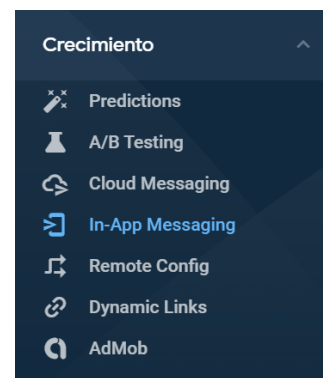 Crecimiento
Predictions
A/B Testing
Cloud Messaging
In-App Messaging
Remote Config
Dynamic Links
AdMob